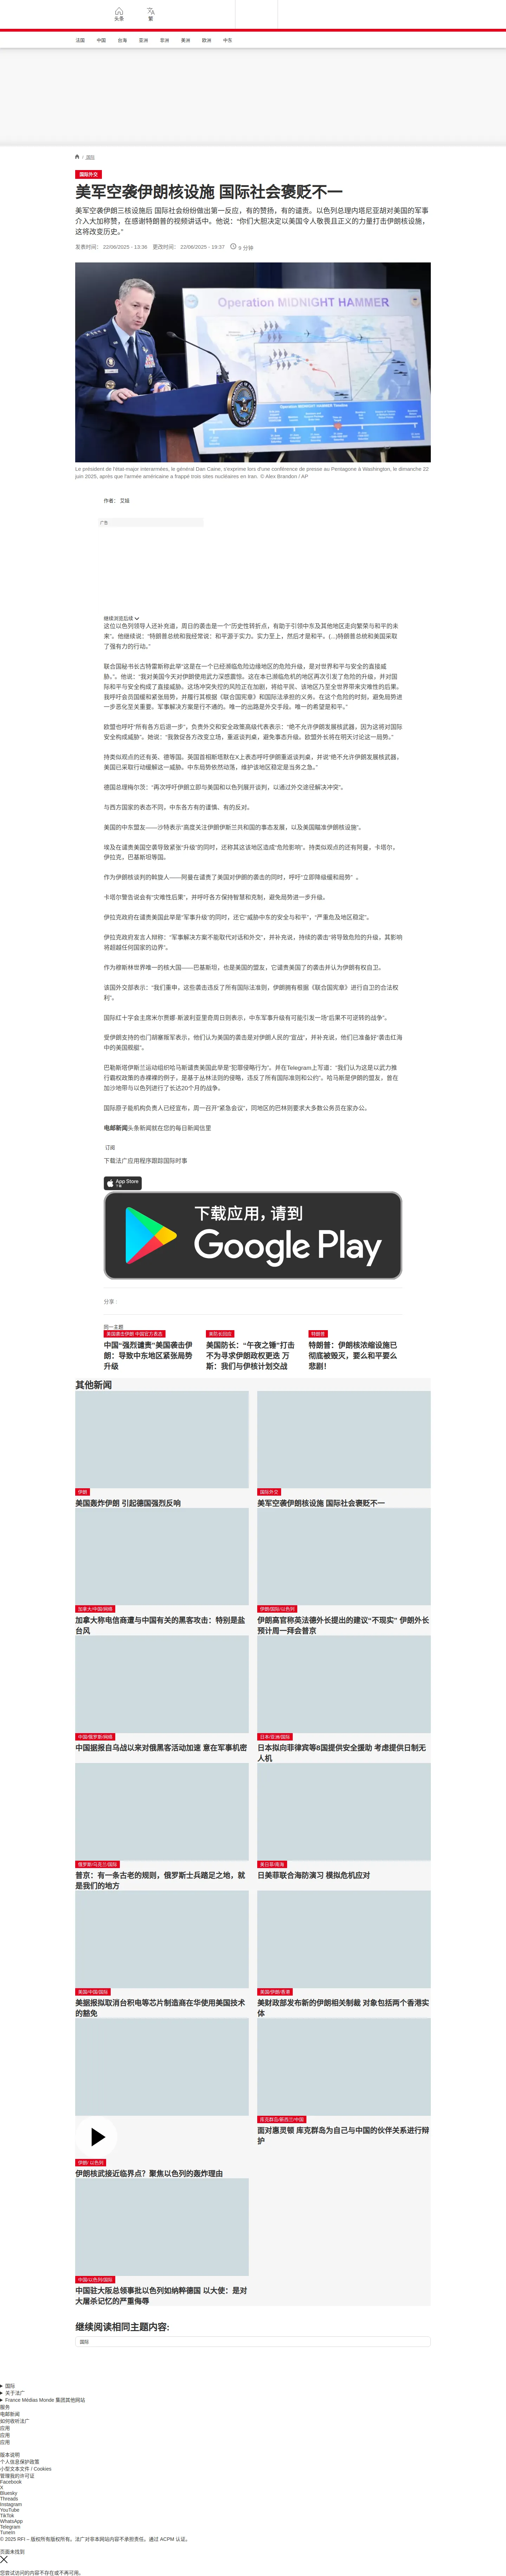 头条
繁
法国
中国
台海
亚洲
非洲
美洲
欧洲
中东
/ 国际
国际外交
美军空袭伊朗核设施 国际社会褒贬不一
美军空袭伊朗三核设施后 国际社会纷纷做出第一反应，有的赞扬，有的谴责。以色列总理内塔尼亚胡对美国的军事
介入大加称赞，在感谢特朗普的视频讲话中。他说：“你们大胆决定以美国令人敬畏且正义的力量打击伊朗核设施，
这将改变历史。”
发表时间： 22/06/2025 - 13:36 更改时间： 22/06/2025 - 19:37 9 分钟
Operation MIDNIGHT HAMMER
Le président de l'état-major interarmées, le général Dan Caine, s'exprime lors d'une conférence de presse au Pentagone à Washington, le dimanche 22
juin 2025, après que l'armée américaine a frappé trois sites nucléaires en Iran. © Alex Brandon / AP
作者： 艾娃
广告
继续浏览后续
这位以色列领导人还补充道，周日的袭击是一个“历史性转折点，有助于引领中东及其他地区走向繁荣与和平的未
来”。他继续说：“特朗普总统和我经常说：和平源于实力。实力至上，然后才是和平。(...)特朗普总统和美国采取
了强有力的行动。”
联合国秘书长古特雷斯称此举“这是在一个已经濒临危险边缘地区的危险升级，是对世界和平与安全的直接威
胁。”。他说：“我对美国今天对伊朗使用武力深感震惊。这在本已濒临危机的地区再次引发了危险的升级，并对国
际和平与安全构成了直接威胁。这场冲突失控的风险正在加剧，将给平民、该地区乃至全世界带来灾难性的后果。
我呼吁会员国缓和紧张局势，并履行其根据《联合国宪章》和国际法承担的义务。在这个危险的时刻，避免局势进
一步恶化至关重要。军事解决方案是行不通的。唯一的出路是外交手段。唯一的希望是和平。”
欧盟也呼吁“所有各方后退一步”。负责外交和安全政策高级代表表示：“绝不允许伊朗发展核武器，因为这将对国际
安全构成威胁”，她说：“我敦促各方改变立场，重返谈判桌，避免事态升级。欧盟外长将在明天讨论这一局势。”
持类似观点的还有英、德等国。英国首相斯塔默在X上表态呼吁伊朗重返谈判桌，并说“绝不允许伊朗发展核武器，
美国已采取行动缓解这一威胁。中东局势依然动荡，维护该地区稳定是当务之急。”
德国总理梅尔茨：“再次呼吁伊朗立即与美国和以色列展开谈判，以通过外交途径解决冲突”。
与西方国家的表态不同，中东各方有的谨慎、有的反对。
美国的中东盟友——沙特表示“高度关注伊朗伊斯兰共和国的事态发展，以及美国瞄准伊朗核设施”。
埃及在谴责美国空袭导致紧张“升级”的同时，还称其这该地区造成“危险影响”。持类似观点的还有阿曼，卡塔尔，
伊拉克，巴基斯坦等国。
作为伊朗核谈判的斡旋人——阿曼在谴责了美国对伊朗的袭击的同时，呼吁“立即降级缓和局势” 。
卡塔尔警告说会有“灾难性后果”，并呼吁各方保持智慧和克制，避免局势进一步升级。
伊拉克政府在谴责美国此举是“军事升级”的同时，还它“威胁中东的安全与和平”，“严重危及地区稳定”。
伊拉克政府发言人辩称：“军事解决方案不能取代对话和外交”，并补充说，持续的袭击“将导致危险的升级，其影响
将超越任何国家的边界”。
作为穆斯林世界唯一的核大国——巴基斯坦，也是美国的盟友，它谴责美国了的袭击并认为伊朗有权自卫。
该国外交部表示：“我们重申，这些袭击违反了所有国际法准则，伊朗拥有根据《联合国宪章》进行自卫的合法权
利”。
国际红十字会主席米尔贾娜·斯波利亚里奇周日则表示，中东军事升级有可能引发一场“后果不可逆转的战争”。
受伊朗支持的也门胡塞叛军表示，他们认为美国的袭击是对伊朗人民的“宣战”，并补充说，他们已准备好“袭击红海
中的美国舰艇”。
巴勒斯塔伊斯兰运动组织哈马斯谴责美国此举是“犯罪侵略行为”。并在Telegram上写道：“我们认为这是以武力推
行霸权政策的赤裸裸的例子，是基于丛林法则的侵略，违反了所有国际准则和公约”。哈马斯是伊朗的盟友，曾在
加沙地带与以色列进行了长达20个月的战争。
国际原子能机构负责人已经宣布，周一召开“紧急会议”，同地区的巴林则要求大多数公务员在家办公。
电邮新闻头条新闻就在您的每日新闻信里
订阅
下载法广应用程序跟踪国际时事
App Store
下载
下载应用，请到
Google Play
分享 :
同一主题
美国袭击伊朗 中国官方表态
中国“强烈谴责”美国袭击伊
朗：导致中东地区紧张局势
升级
美防长回应
美国防长：“午夜之锤”打击
不为寻求伊朗政权更迭 万
斯：我们与伊核计划交战
特朗普
特朗普：伊朗核浓缩设施已
彻底被毁灭，要么和平要么
悲剧！
其他新闻
伊朗
美国轰炸伊朗 引起德国强烈反响
国际外交
美军空袭伊朗核设施 国际社会褒贬不一
加拿大/中国/网络
加拿大称电信商遭与中国有关的黑客攻击：特别是盐
台风
伊朗/国际/以色列
伊朗高官称英法德外长提出的建议“不现实” 伊朗外长
预计周一拜会普京
中国/俄罗斯/网络
中国据报自乌战以来对俄黑客活动加速 意在军事机密
日本/亚洲/国际
日本拟向菲律宾等8国提供安全援助 考虑提供日制无
人机
俄罗斯/乌克兰/国际
普京：有一条古老的规则，俄罗斯士兵踏足之地，就
是我们的地方
美日菲/南海
日美菲联合海防演习 模拟危机应对
美国/中国/国际
美据报拟取消台积电等芯片制造商在华使用美国技术
的豁免
美国/伊朗/香港
美财政部发布新的伊朗相关制裁 对象包括两个香港实
体
伊朗/ 以色列
伊朗核武接近临界点？聚焦以色列的轰炸理由
库克群岛/新西兰/中国
面对惠灵顿 库克群岛为自己与中国的伙伴关系进行辩
护
中国/以色列/国际
中国驻大阪总领事批以色列如纳粹德国 以大使：是对
大屠杀记忆的严重侮辱
继续阅读相同主题内容:
国际
国际
关于法广
France Médias Monde 集团其他网站
服务
电邮新闻
如何收听法广
应用
应用
应用
版本说明
个人信息保护政策
小型文本文件 / Cookies
管理我的许可证
Facebook
X
Bluesky
Threads
Instagram
YouTube
TikTok
WhatsApp
Telegram
TuneIn
© 2025 RFI – 版权所有版权所有。法广对非本网站内容不承担责任。通过 ACPM 认证。
页面未找到
您尝试访问的内容不存在或不再可用。